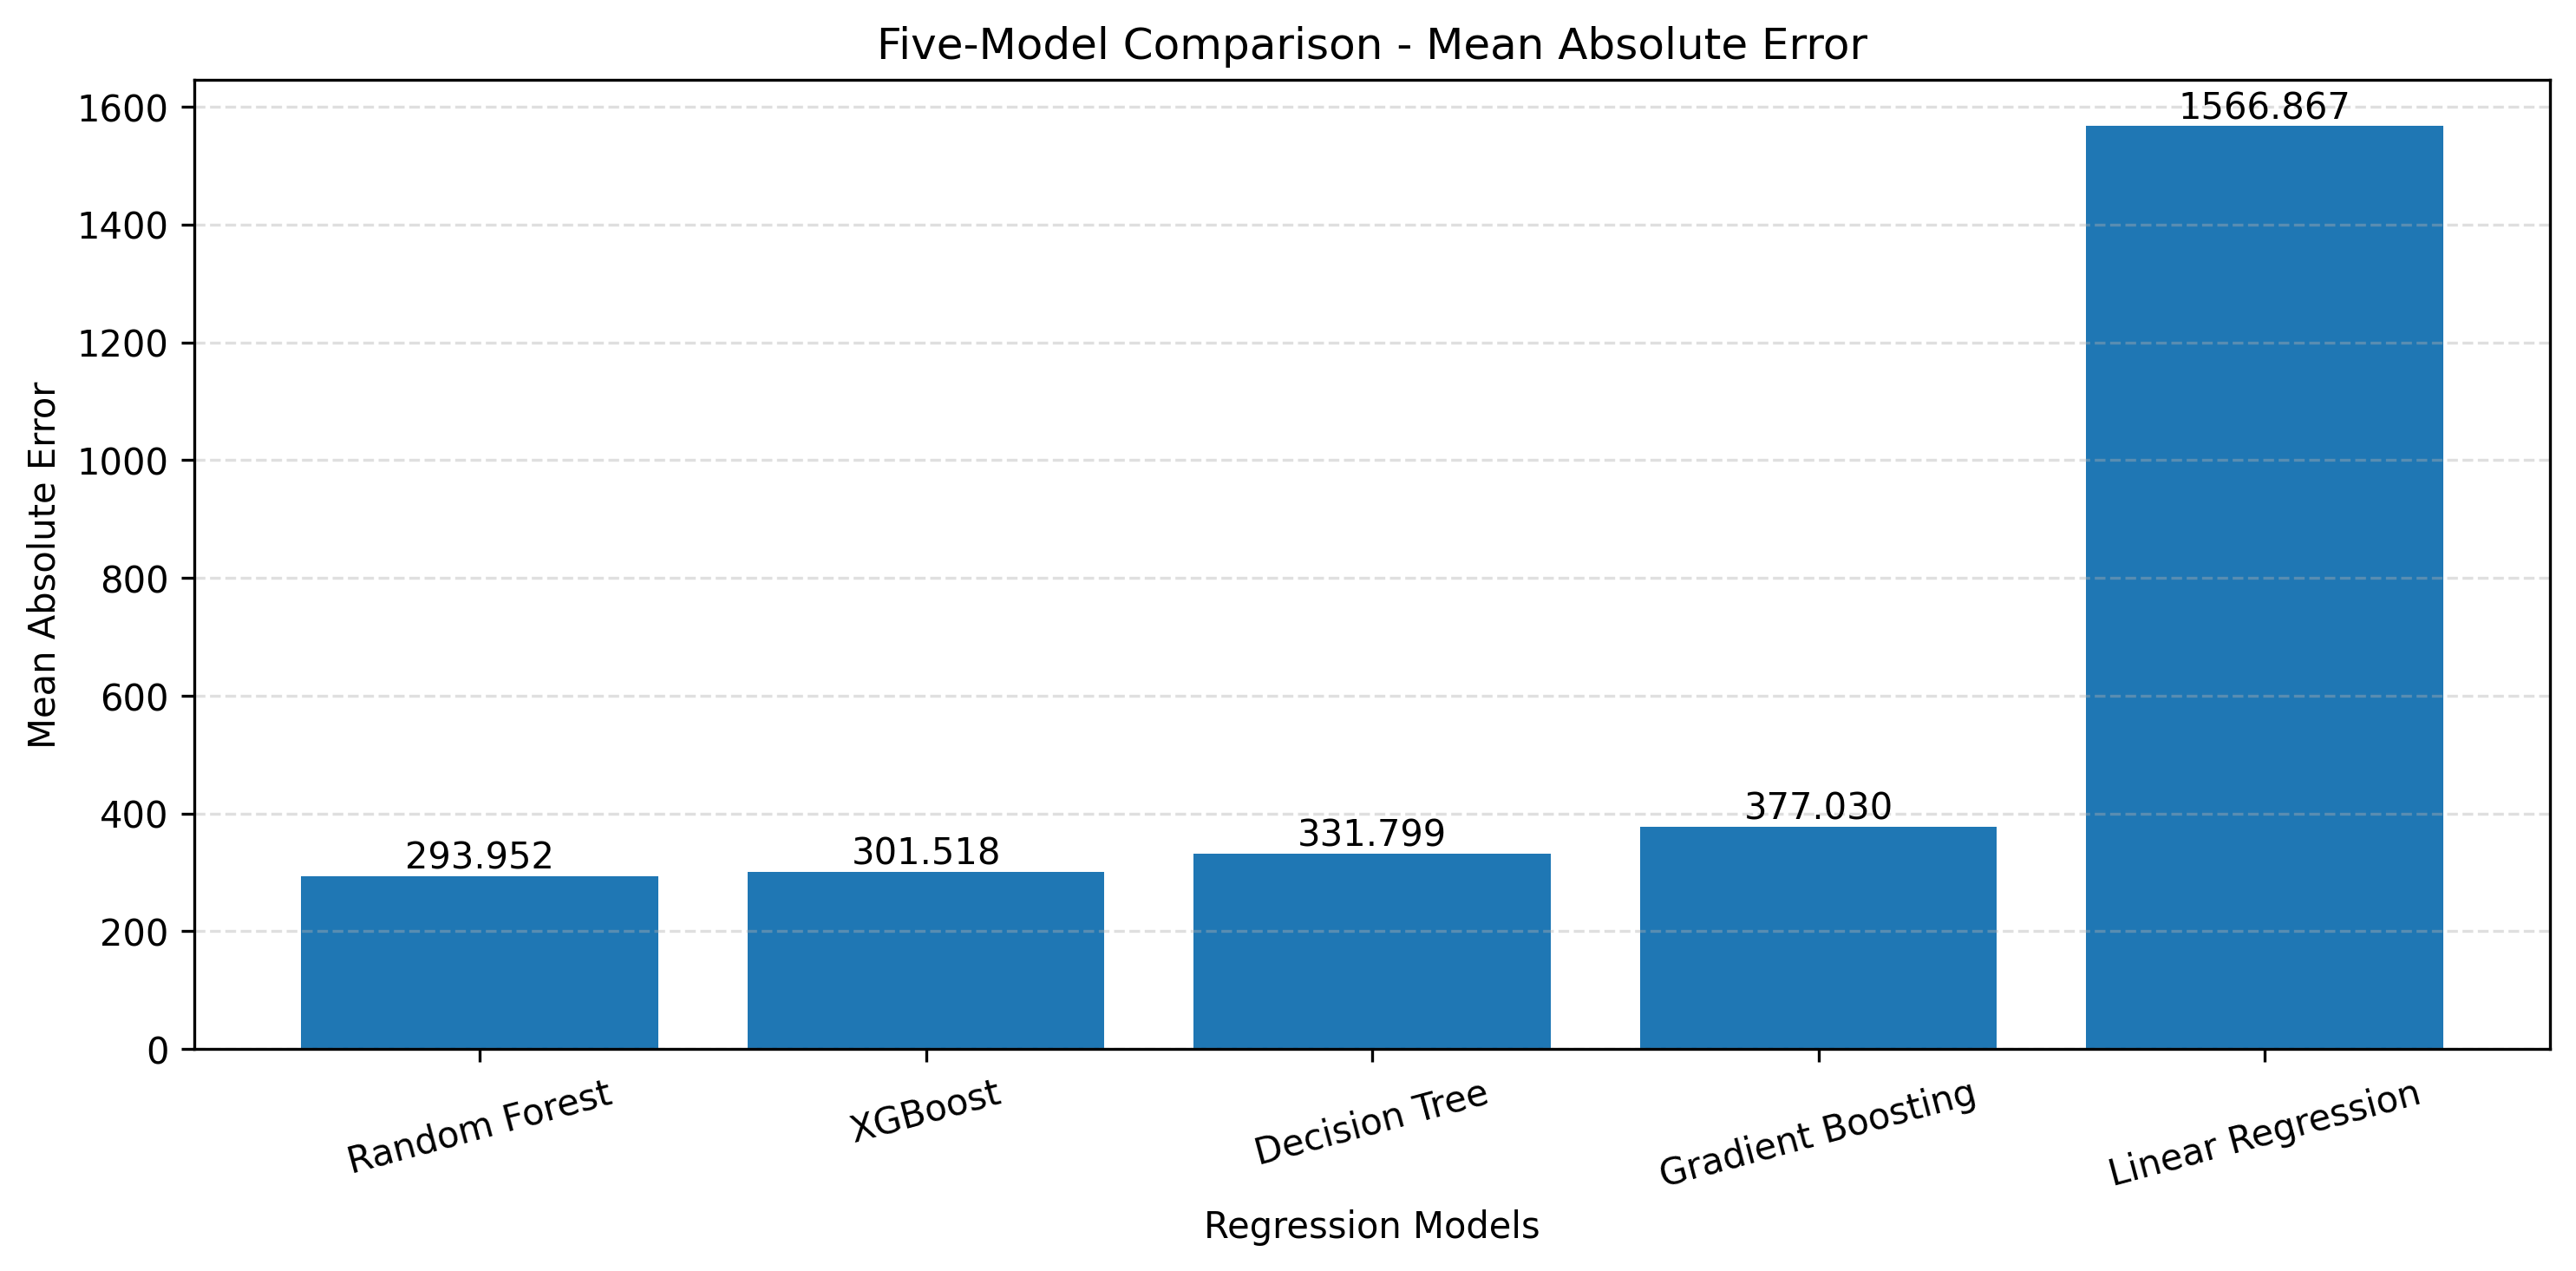 Five-Model Comparison - Mean Absolute Error
Mean Absolute Error
1600
1400
1200
1000
800
600
400
200
0
293.952
301.518
331.799
377.030
1566.867
Random Forest
XGBoost
Decision Tree
Gradient Boosting
Linear Regression
Regression Models